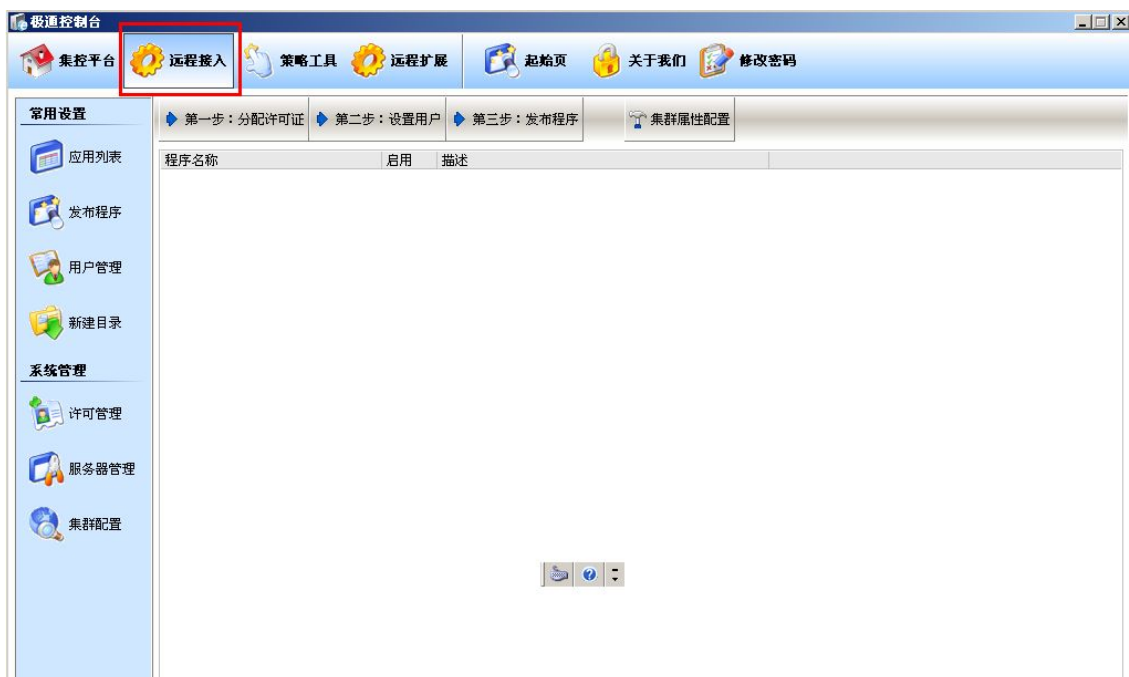 极通控制台
集控平台 远程接入 策略工具 远程扩展 起始页 关于我们 修改密码
常用设置
第一步：分配许可证 第二步：设置用户 第三步：发布程序 集群属性配置
程序名称 启用 描述
应用列表
发布程序
用户管理
新建目录
系统管理
许可管理
服务器管理
集群配置